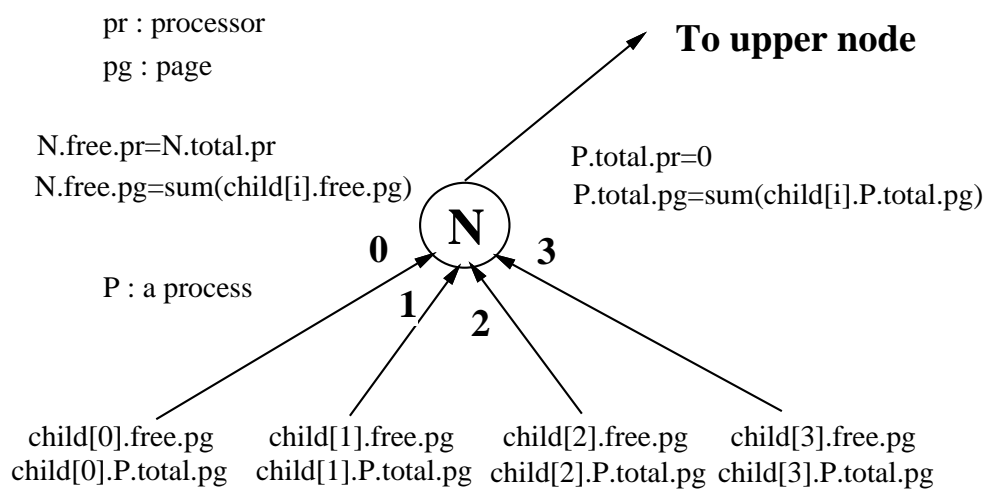 pr : processor
To upper node
pg : page
N.free.pr=N.total.pr
P.total.pr=0
N.free.pg=sum(child[i].free.pg)
P.total.pg=sum(child[i].P.total.pg)
N
0
3
P : a process
1
2
child[0].free.pg child[1].free.pg child[2].free.pg child[3].free.pg
child[0].P.total.pg child[1].P.total.pg child[2].P.total.pg child[3].P.total.pg